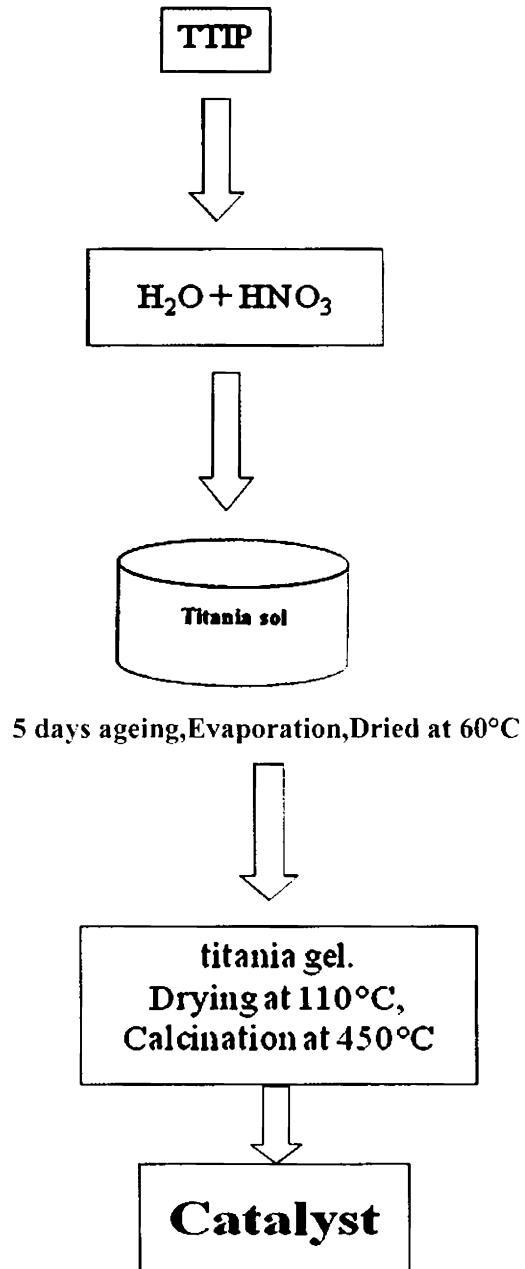 TTIP
H₂O + HNO₃
Titania sol
5 days ageing,Evaporation,Dried at 60°C
titania gel.
Drying at 110°C,
Calcination at 450°C
Catalyst